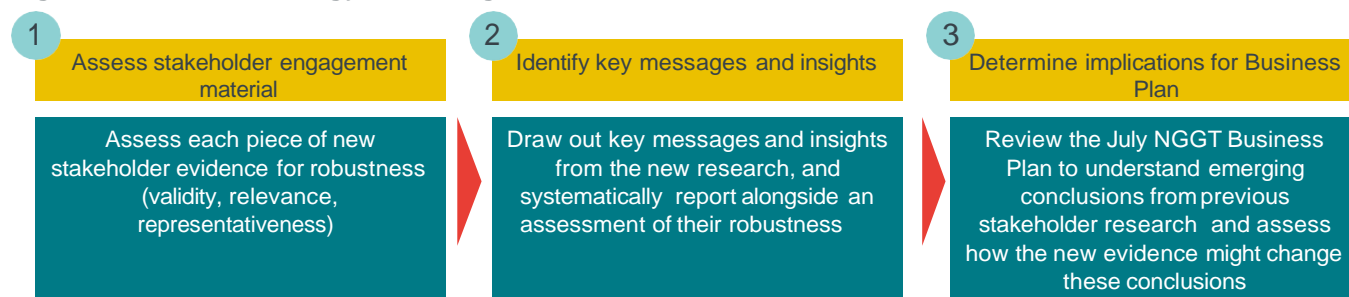 1
Assess stakeholder engagement
material
Assess each piece of new
stakeholder evidence for robustness
(validity, relevance,
representativeness)
2
Identify key messages and insights
Draw out key messages and insights
from the new research, and
systematically report alongside an
assessment of their robustness
3
Determine implications for Business
Plan
Review the July NGGT Business
Plan to understand emerging
conclusions from previous
stakeholder research and assess
how the new evidence might change
these conclusions